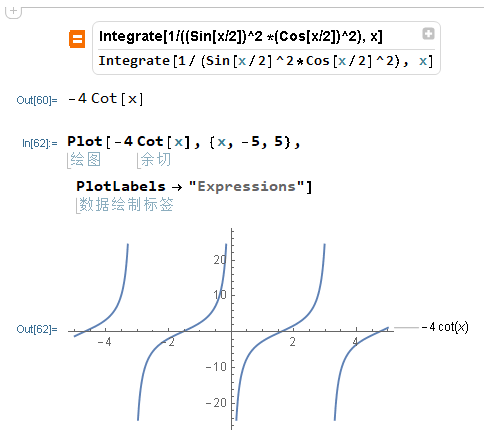 Integrate[1/((Sin[x/2])^2 *(Cos[x/2])^2), x]
Integrate[1/(Sin[x/2]^2*Cos[x/2]^2), x]
Out[60]= -4 Cot[x]
In[62]:= Plot[-4 Cot[x], {x, -5, 5},
绘图 余切
PlotLabels → "Expressions"]
数据绘制标签
20
10
Out[62]=
-4 -2 2 4
-4 cot(x)
-10
-20